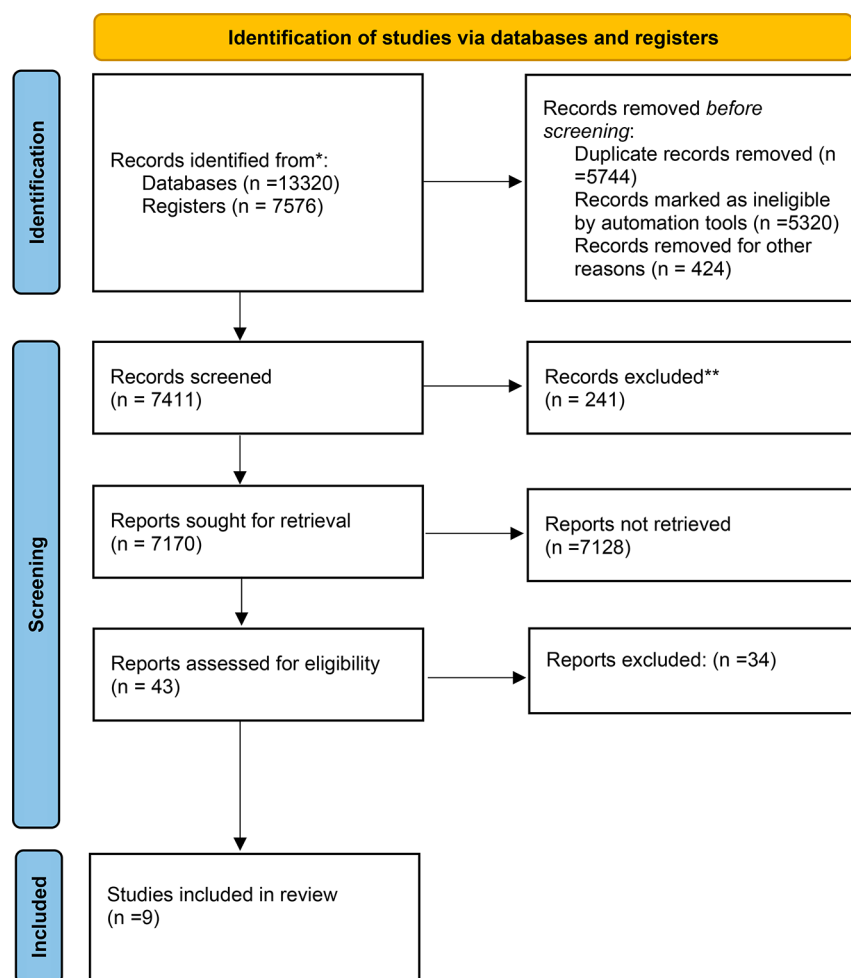 Identification of studies via databases and registers
Identification
Records identified from*:
Databases (n =13320)
Registers (n = 7576)
Records removed before
screening:
Duplicate records removed (n
=5744)
Records marked as ineligible
by automation tools (n =5320)
Records removed for other
reasons (n = 424)
Screening
Records screened
(n = 7411)
Records excluded**
(n = 241)
Reports sought for retrieval
(n = 7170)
Reports not retrieved
(n =7128)
Reports assessed for eligibility
(n = 43)
Reports excluded: (n =34)
Included
Studies included in review
(n =9)